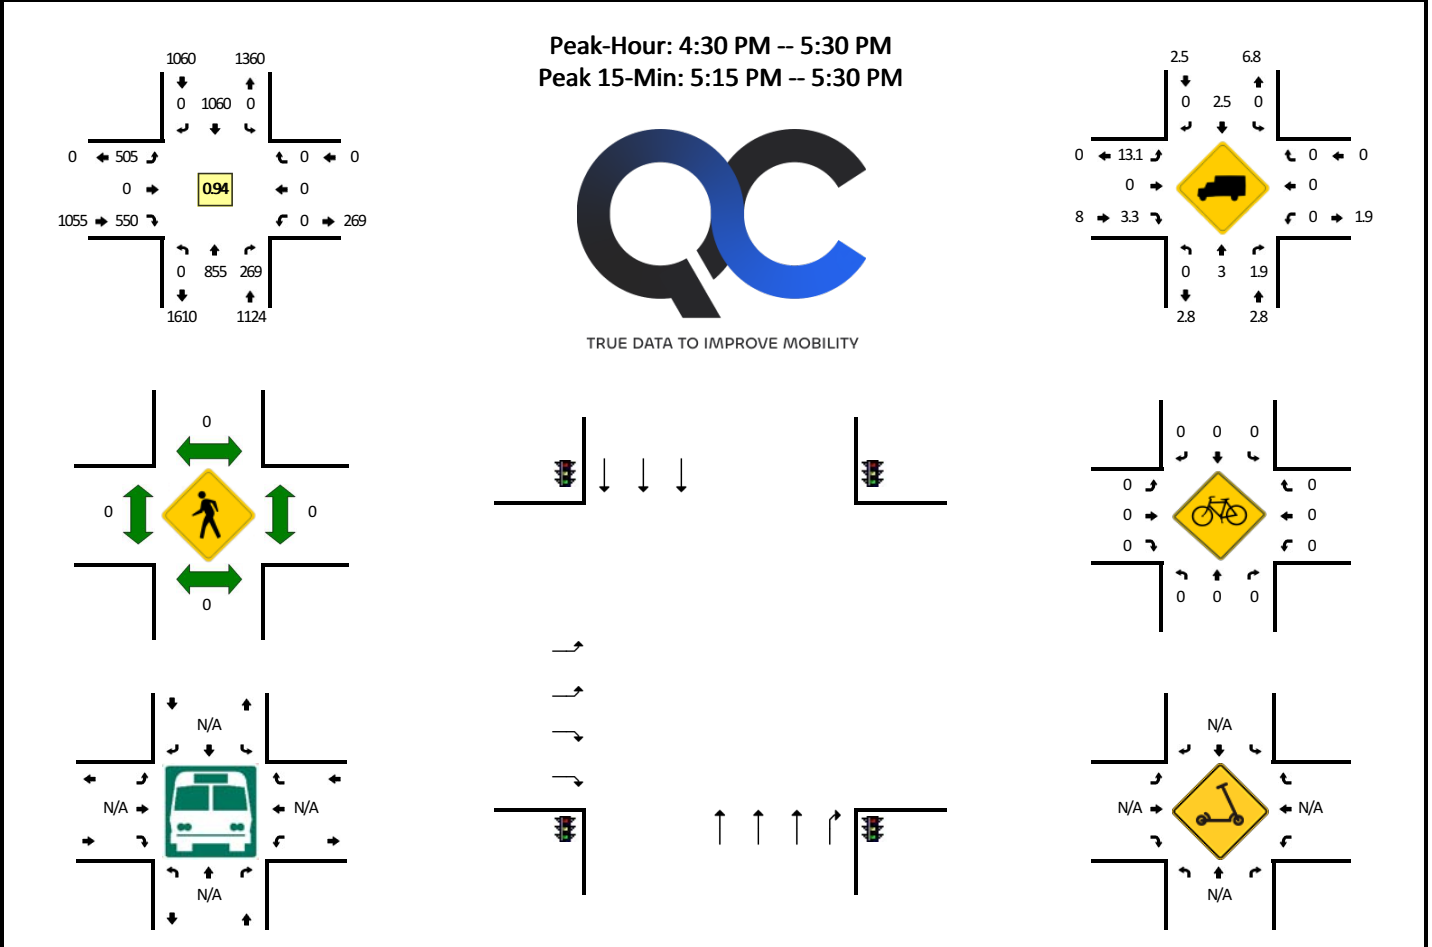 Peak-Hour: 4:30 PM -- 5:30 PM
Peak 15-Min: 5:15 PM -- 5:30 PM
1060 1360
0 1060 0
0 505 0 0
0 0.94 0
1055 550 0 269
0 855 269
1610 1124
QC
TRUE DATA TO IMPROVE MOBILITY
2.5 6.8
0 2.5 0
0 13.1 0 0
0 0
8 3.3 0 1.9
0 3 1.9
2.8 2.8
0
0 0
0
0 0 0
0 0
0 0
0 0
0 0 0
N/A
N/A N/A
N/A
N/A
N/A N/A
N/A